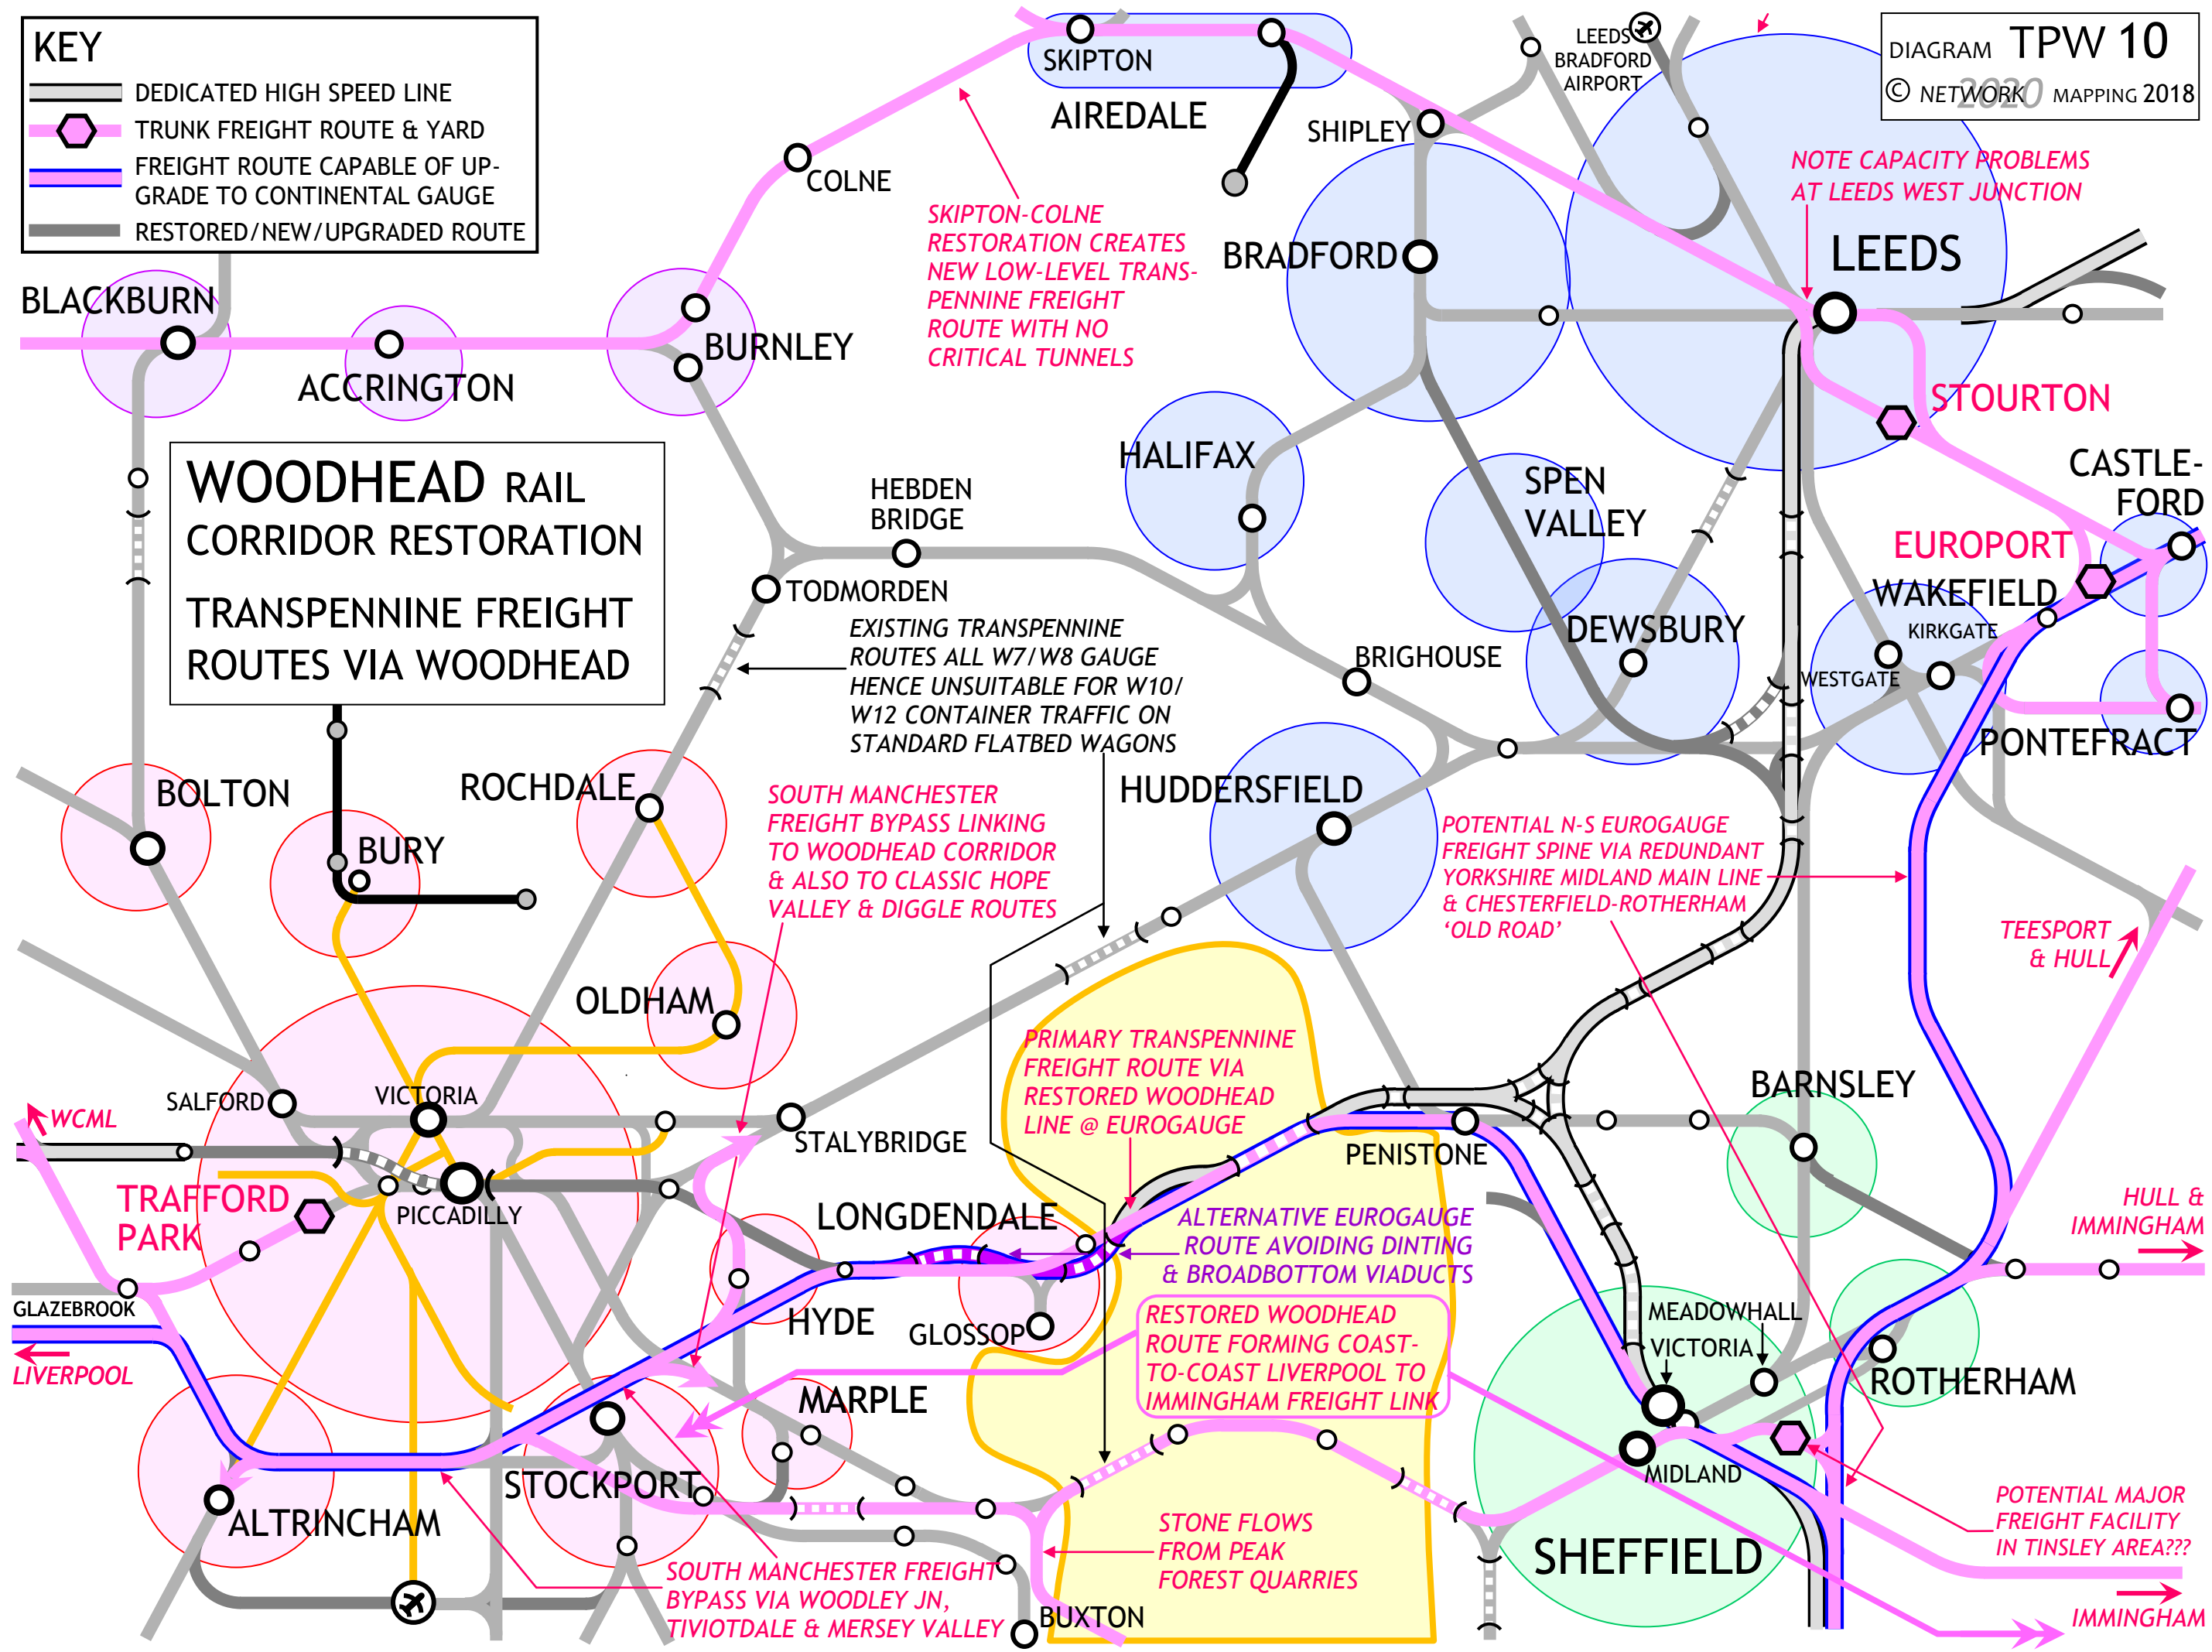 KEY
DEDICATED HIGH SPEED LINE
TRUNK FREIGHT ROUTE & YARD
FREIGHT ROUTE CAPABLE OF UP-
GRADE TO CONTINENTAL GAUGE
RESTORED/NEW/UPGRADED ROUTE
DIAGRAM TPW 10
© NETWORK 2020 MAPPING 2018
SKIPTON
AIREDALE
COLNE
LEEDS
BRADFORD
AIRPORT
SHIPLEY
NOTE CAPACITY PROBLEMS
AT LEEDS WEST JUNCTION
SKIPTON-COLNE
RESTORATION CREATES
NEW LOW-LEVEL TRANS-
PENNINE FREIGHT
ROUTE WITH NO
CRITICAL TUNNELS
BRADFORD
LEEDS
BLACKBURN
ACCRINGTON
BURNLEY
STOURTON
WOODHEAD RAIL
CORRIDOR RESTORATION
TRANSPENNINE FREIGHT
ROUTES VIA WOODHEAD
HALIFAX
HEBDEN
BRIDGE
SPEN
VALLEY
CASTLE-
FORD
EUROPORT
TODMORDEN
WAKEFIELD
KIRKGATE
WESTGATE
DEWSBURY
BRIGHOUSE
PONTEFRACT
EXISTING TRANSPENNINE
ROUTES ALL W7/W8 GAUGE
HENCE UNSUITABLE FOR W10/
W12 CONTAINER TRAFFIC ON
STANDARD FLATBED WAGONS
BOLTON
BURY
ROCHDALE
SOUTH MANCHESTER
FREIGHT BYPASS LINKING
TO WOODHEAD CORRIDOR
& ALSO TO CLASSIC HOPE
VALLEY & DIGGLE ROUTES
HUDDERSFIELD
POTENTIAL N-S EUROGAUGE
FREIGHT SPINE VIA REDUNDANT
YORKSHIRE MIDLAND MAIN LINE
& CHESTERFIELD-ROTHERHAM
‘OLD ROAD’
TEESPORT
& HULL
OLDHAM
PRIMARY TRANSPENNINE
FREIGHT ROUTE VIA
RESTORED WOODHEAD
LINE @ EUROGAUGE
SALFORD
VICTORIA
WCML
STALYBRIDGE
PENISTONE
BARNSLEY
TRAFFORD
PARK
PICCADILLY
LONGDENDALE
ALTERNATIVE EUROGAUGE
ROUTE AVOIDING DINTING
& BROADBOTTOM VIADUCTS
HULL &
IMMINGHAM
GLAZEBROOK
LIVERPOOL
HYDE
GLOSSOP
RESTORED WOODHEAD
ROUTE FORMING COAST-
TO-COAST LIVERPOOL TO
IMMINGHAM FREIGHT LINK
MEADOWHALL
VICTORIA
ROTHERHAM
MARPLE
STOCKPORT
ALTRINCHAM
MIDLAND
SHEFFIELD
POTENTIAL MAJOR
FREIGHT FACILITY
IN TINSLEY AREA???
STONE FLOWS
FROM PEAK
FOREST QUARRIES
SOUTH MANCHESTER FREIGHT
BYPASS VIA WOODLEY JN,
TIVIOTDALE & MERSEY VALLEY
BUXTON
IMMINGHAM